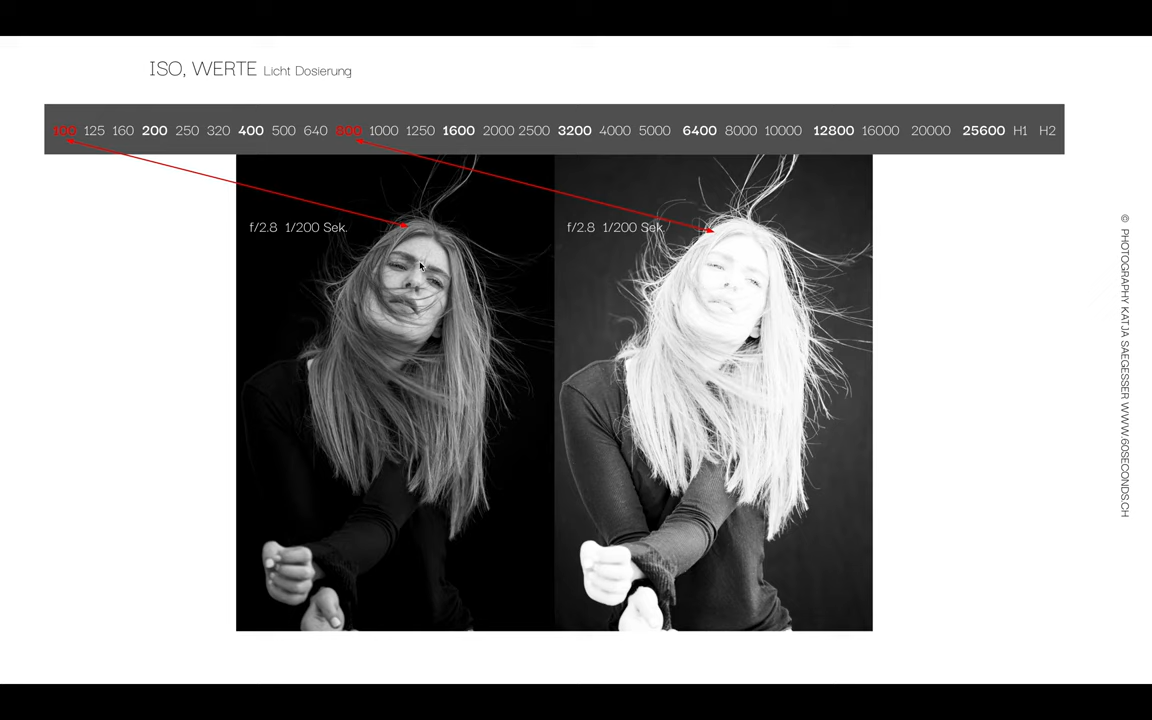 ISO, WERTE Licht Dosierung
100 125 160 200 250 320 400 500 640 800 1000 1250 1600 2000 2500 3200 4000 5000 6400 8000 10000 12800 16000 20000 25600 H1 H2
f/2.8 1/200 Sek.
f/2.8 1/200 Sek.
© PHOTOGRAPHY KATJA SAEGESSER WWW.60SECONDS.CH